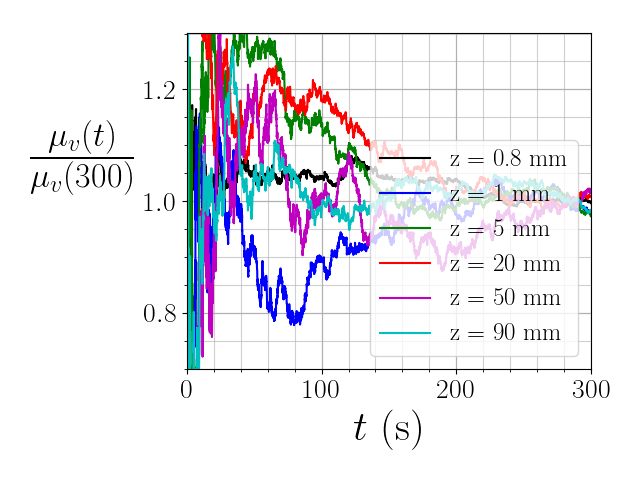 1.2
μ_v(t)
μ_v(300)
1.0
0.8
z = 0.8 mm
z = 1 mm
z = 5 mm
z = 20 mm
z = 50 mm
z = 90 mm
0 100 200 300
t (s)